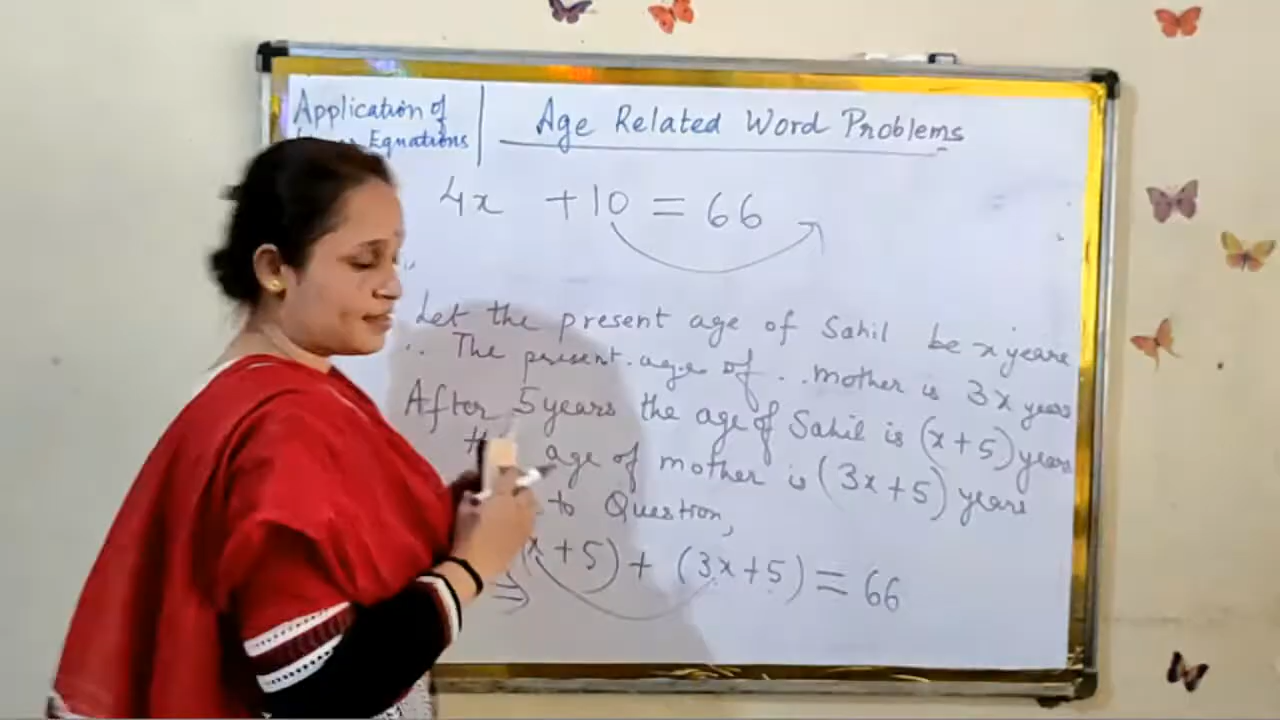 Application of
Equations
Age Related Word Problems
4x +10 = 66
Let the present age of Sahil be x years
∴ The present age of mother is 3x years
After 5 years the age of Sahil is (x+5) years
age of mother is (3x+5) years
to Question,
⇒ (x+5) + (3x+5) = 66